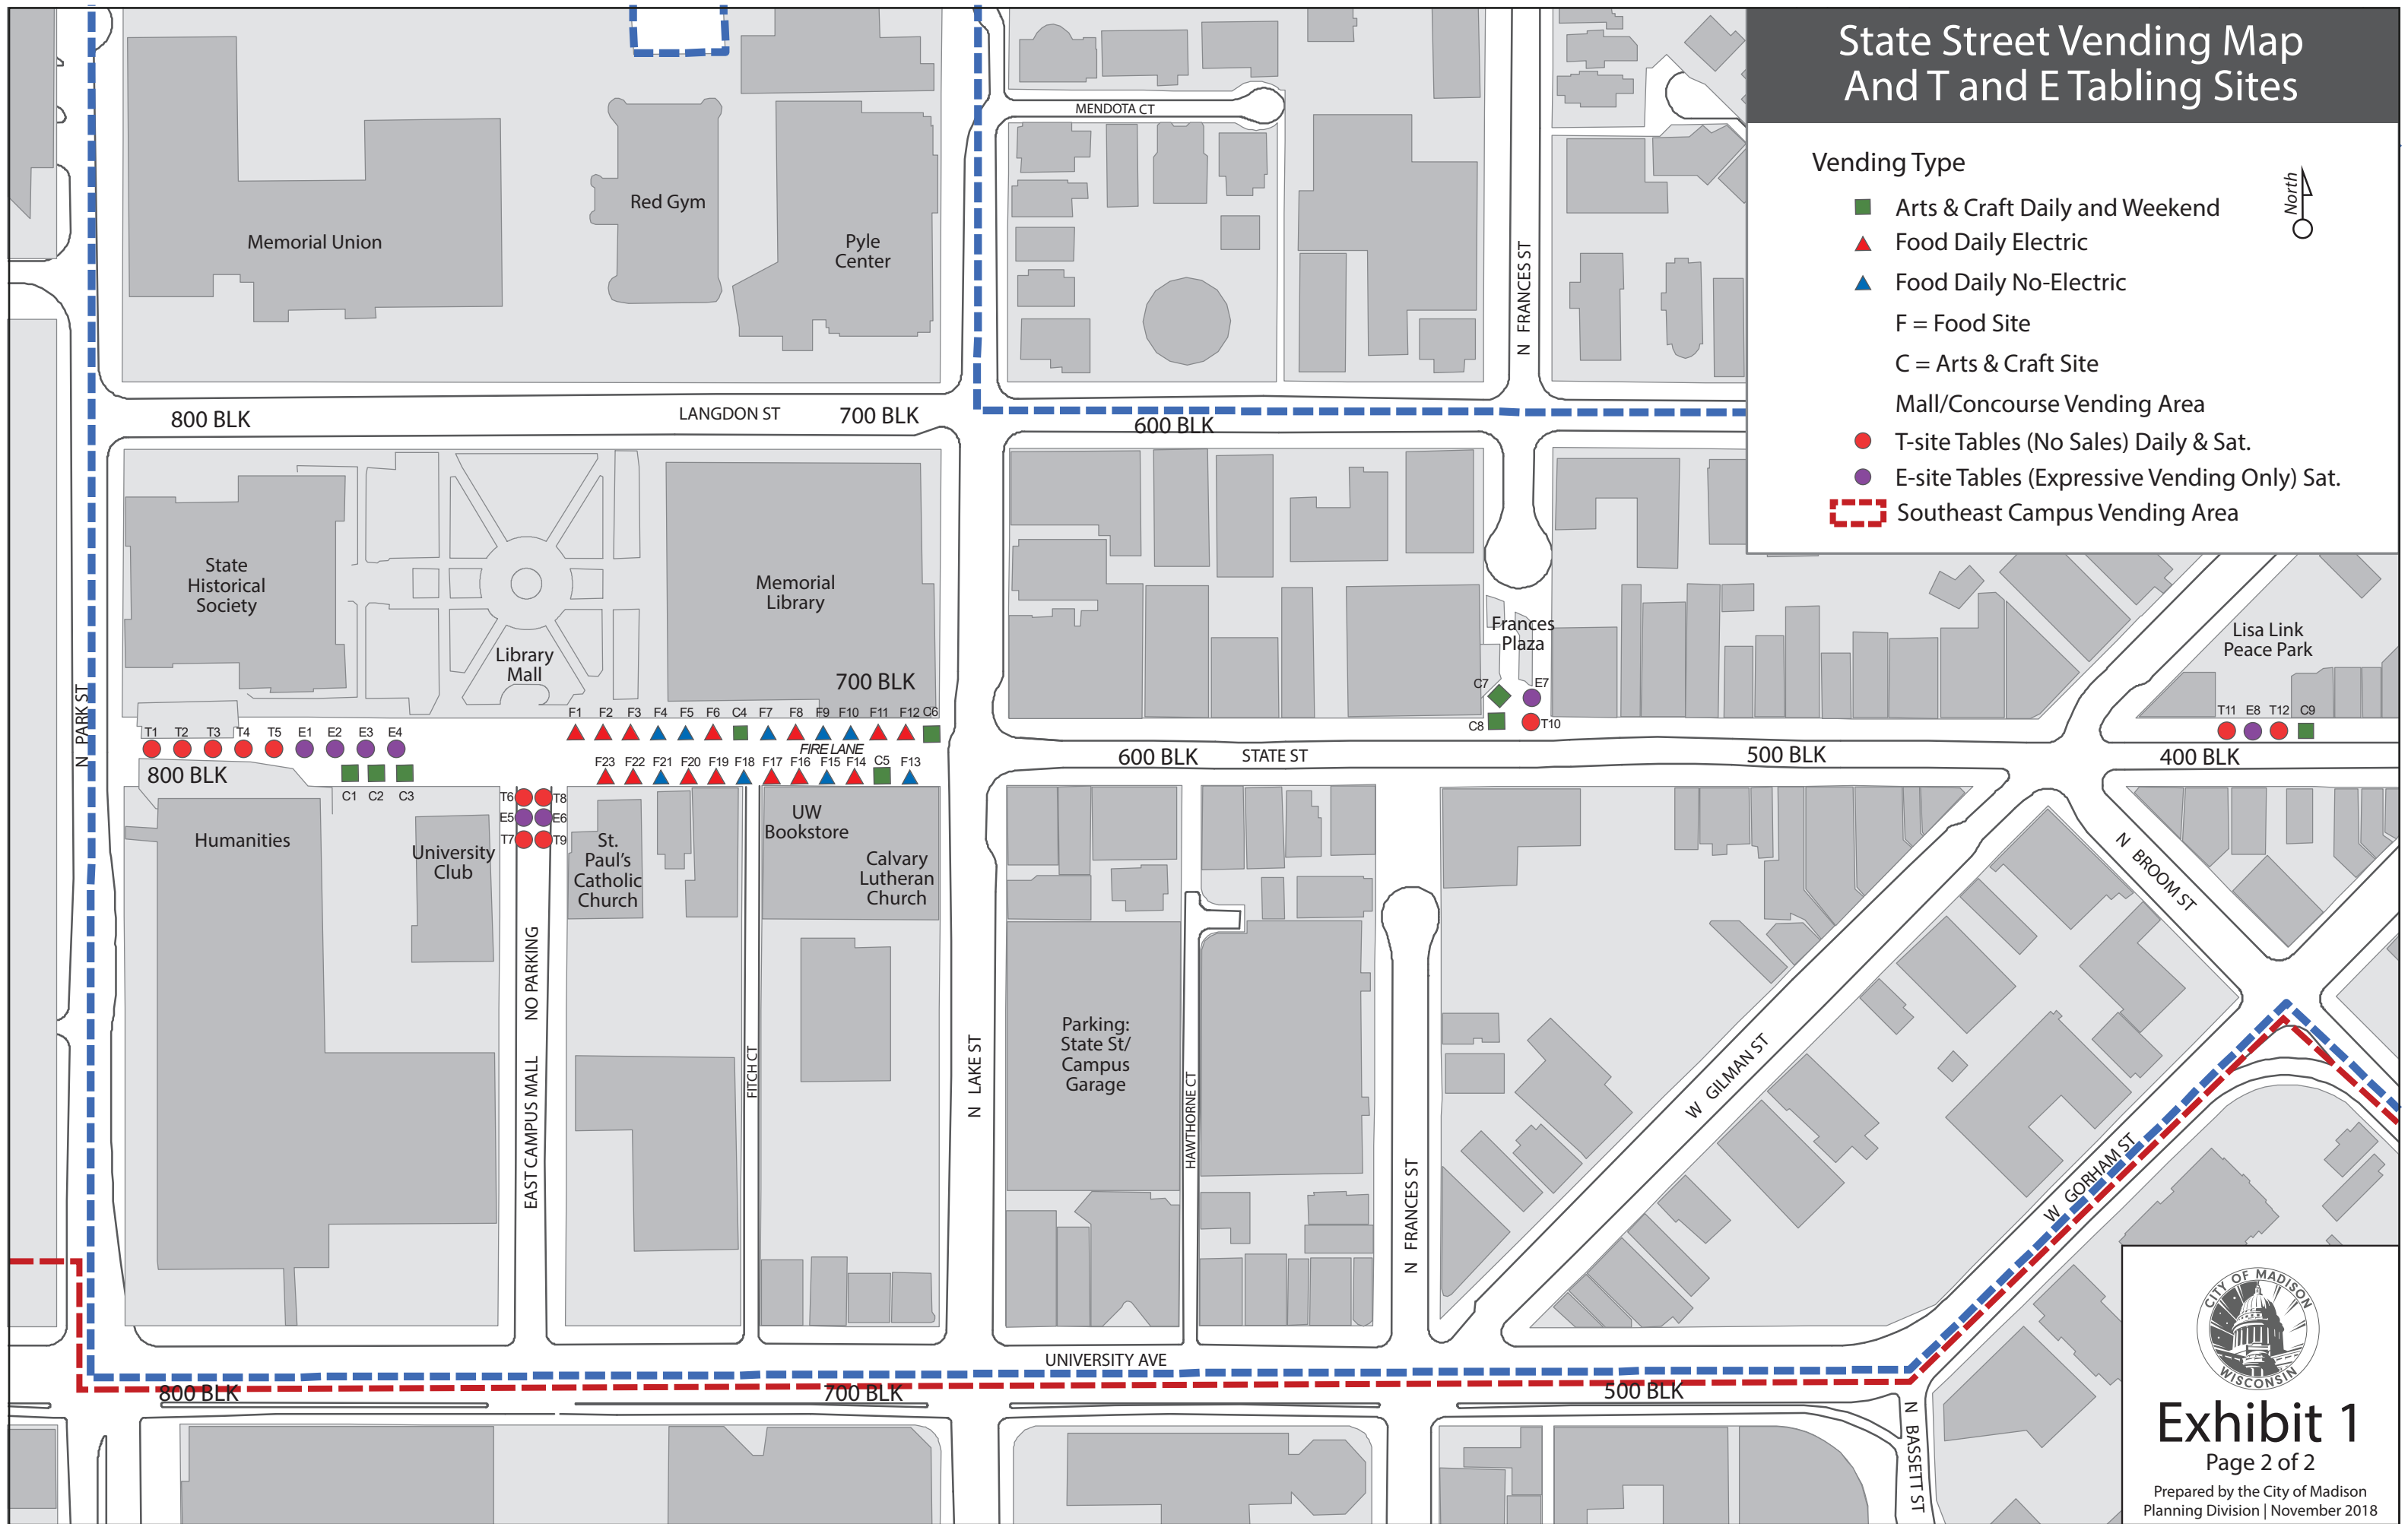 State Street Vending Map
And T and E Tabling Sites
Vending Type
North
Arts & Craft Daily and Weekend
Food Daily Electric
Food Daily No-Electric
F = Food Site
C = Arts & Craft Site
Mall/Concourse Vending Area
T-site Tables (No Sales) Daily & Sat.
E-site Tables (Expressive Vending Only) Sat.
Southeast Campus Vending Area
MENDOTA CT
Memorial Union
Red Gym
Pyle
Center
N FRANCES ST
800 BLK
LANGDON ST
700 BLK
600 BLK
State
Historical
Society
Library
Mall
Memorial
Library
700 BLK
Frances
Plaza
Lisa Link
Peace Park
N PARK ST
T1 T2 T3 T4 T5 E1 E2 E3 E4
F1 F2 F3 F4 F5 F6 C4 F7 F8 F9 F10 F11 F12 C6
C7 E7
C8 T10
T11 E8 T12 C9
FIRE LANE
800 BLK
C1 C2 C3
F23 F22 F21 F20 F19 F18 F17 F16 F15 F14 C5 F13
600 BLK
STATE ST
500 BLK
400 BLK
T6 T8
E5 E6
T7 T9
Humanities
University
Club
St.
Paul's
Catholic
Church
UW
Bookstore
Calvary
Lutheran
Church
N BROOM ST
EAST CAMPUS MALL NO PARKING
FITCH CT
N LAKE ST
Parking:
State St/
Campus
Garage
HAWTHORNE CT
N FRANCES ST
W GILMAN ST
W GORHAM ST
UNIVERSITY AVE
800 BLK
700 BLK
500 BLK
N BASSETT ST
CITY OF MADISON
WISCONSIN
Exhibit 1
Page 2 of 2
Prepared by the City of Madison
Planning Division | November 2018